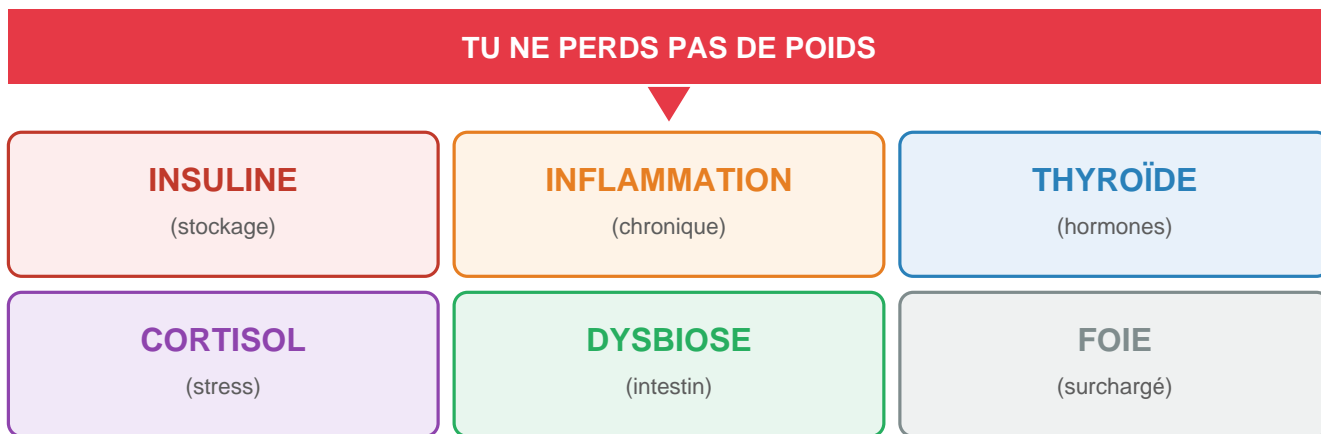 TU NE PERDS PAS DE POIDS
INSULINE
(stockage)
INFLAMMATION
(chronique)
THYROÏDE
(hormones)
CORTISOL
(stress)
DYSBIOSE
(intestin)
FOIE
(surchargé)